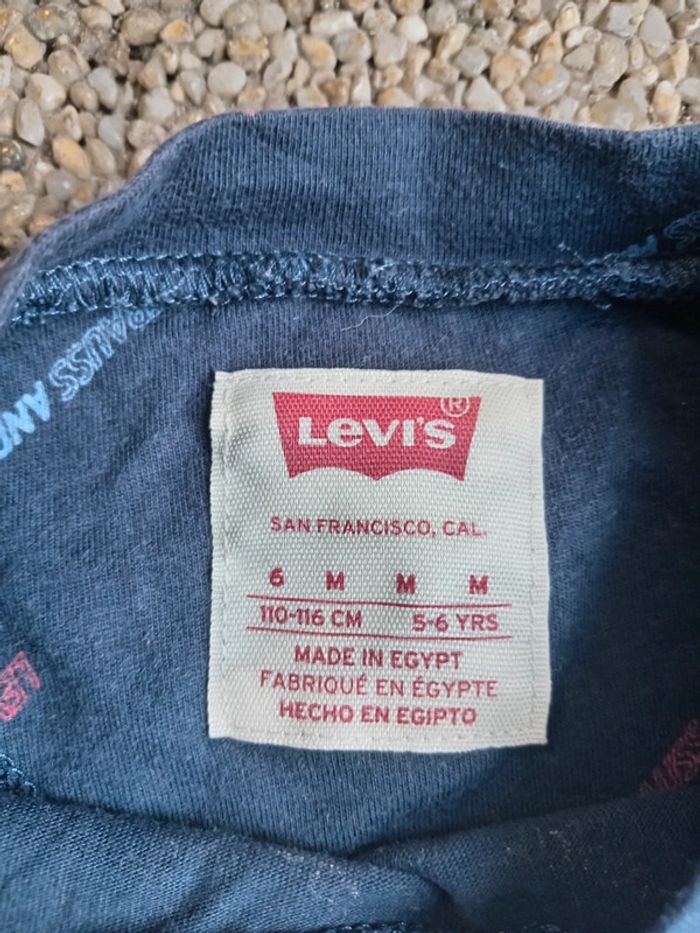 LEVI'S®
SAN FRANCISCO, CAL.
6 M M M
110-116 CM 5-6 YRS
MADE IN EGYPT
FABRIQUÉ EN ÉGYPTE
HECHO EN EGIPTO
AND